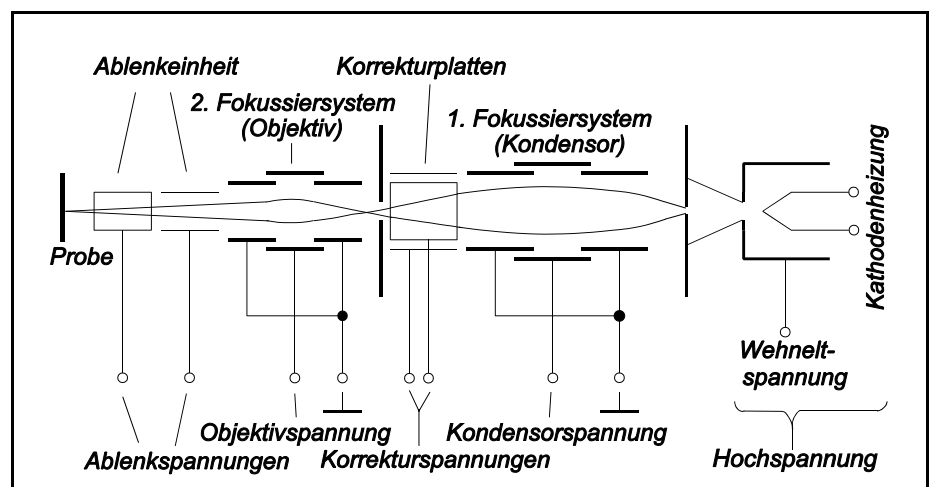 Ablenkeinheit
Korrekturplatten
2. Fokussiersystem
(Objektiv)
1. Fokussiersystem
(Kondensor)
Kathodenheizung
Probe
Wehnelt-
spannung
Objektivspannung
Kondensorspannung
Ablenkspannungen
Korrekturspannungen
Hochspannung